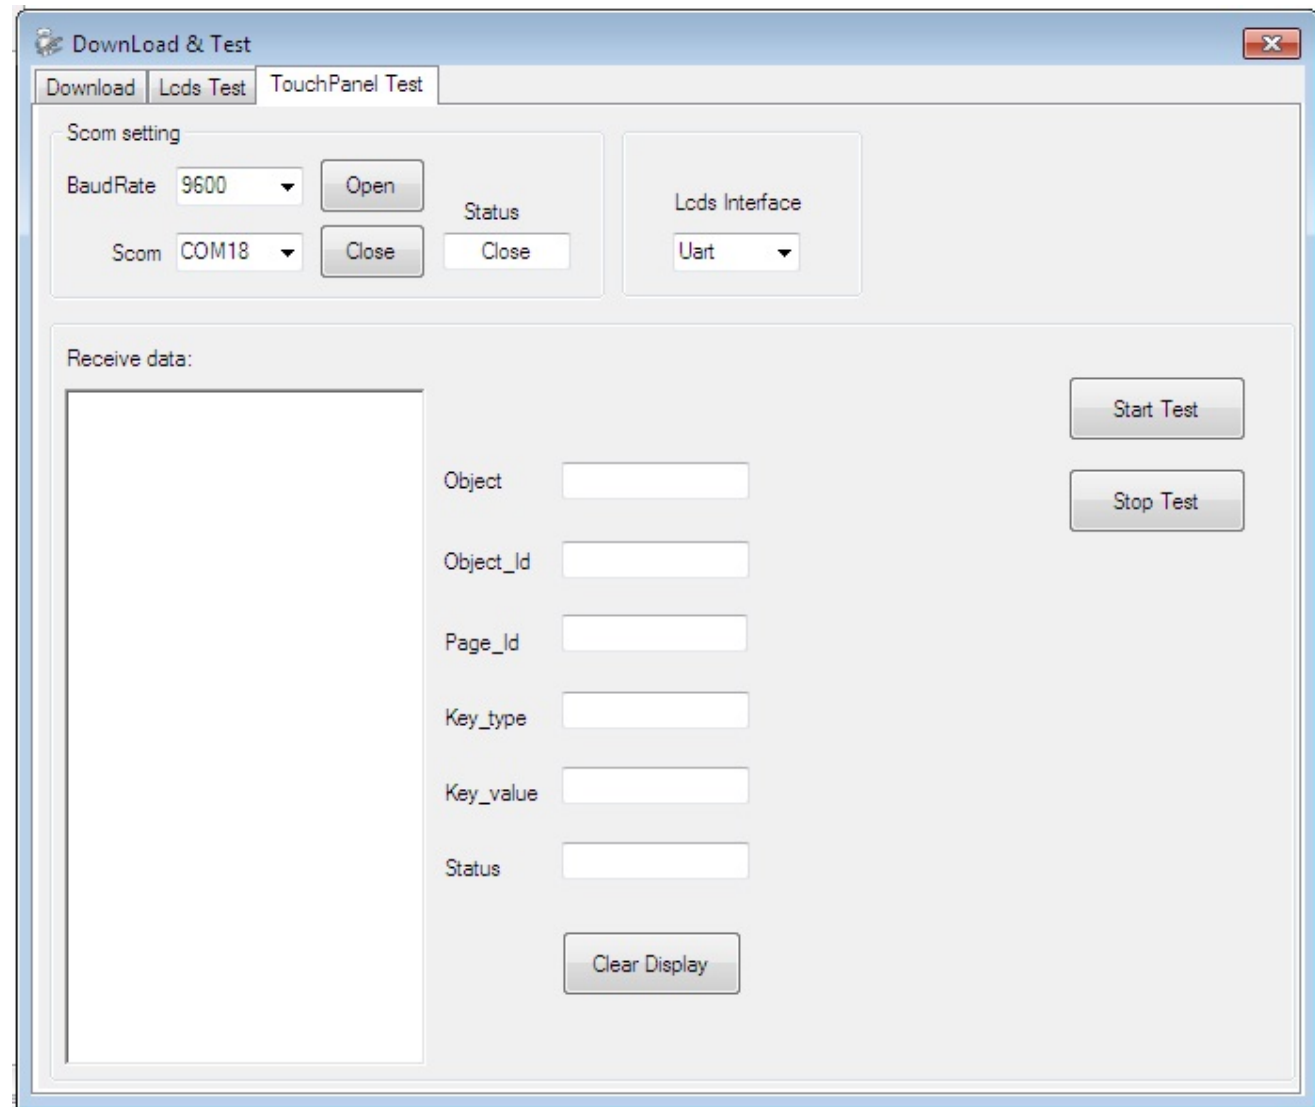 DownLoad & Test
Download Lcds Test TouchPanel Test
Scom setting
BaudRate 9600 Open
Status
Scom COM18 Close Close
Lcds Interface
Uart
Receive data:
Object
Object_Id
Page_Id
Key_type
Key_value
Status
Clear Display
Start Test
Stop Test